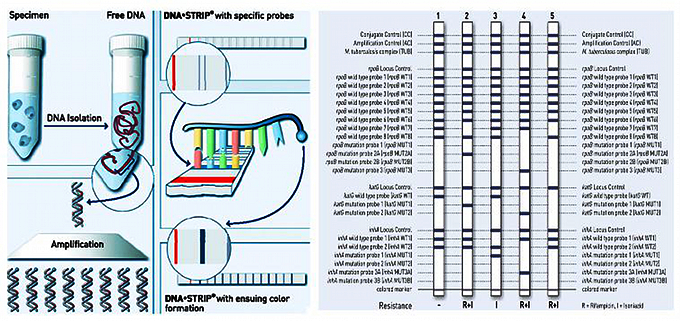 Specimen
Free DNA
DNA Isolation
Amplification
DNA•STRIP® with specific probes
DNA•STRIP® with ensuing color
formation
1 2 3 4 5
Conjugate Control (CC)
Amplification Control (AC)
M. tuberculosis complex (TUB)
rpoB Locus Control
rpoB wild type probe 1 (rpoB WT1)
rpoB wild type probe 2 (rpoB WT2)
rpoB wild type probe 3 (rpoB WT3)
rpoB wild type probe 4 (rpoB WT4)
rpoB wild type probe 5 (rpoB WT5)
rpoB wild type probe 6 (rpoB WT6)
rpoB wild type probe 7 (rpoB WT7)
rpoB wild type probe 8 (rpoB WT8)
rpoB mutation probe 1 (rpoB MUT1)
rpoB mutation probe 2A (rpoB MUT2A)
rpoB mutation probe 2B (rpoB MUT2B)
rpoB mutation probe 3 (rpoB MUT3)
katG Locus Control
katG wild type probe (katG WT)
katG mutation probe 1 (katG MUT1)
katG mutation probe 2 (katG MUT2)
inhA Locus Control
inhA wild type probe 1 (inhA WT1)
inhA wild type probe 2 (inhA WT2)
inhA mutation probe 1 (inhA MUT1)
inhA mutation probe 2 (inhA MUT2)
inhA mutation probe 3A (inhA MUT3A)
inhA mutation probe 3B (inhA MUT3B)
colored marker
Conjugate Control (CC)
Amplification Control (AC)
M. tuberculosis complex (TUB)
rpoB Locus Control
rpoB wild type probe 1 (rpoB WT1)
rpoB wild type probe 2 (rpoB WT2)
rpoB wild type probe 3 (rpoB WT3)
rpoB wild type probe 4 (rpoB WT4)
rpoB wild type probe 5 (rpoB WT5)
rpoB wild type probe 6 (rpoB WT6)
rpoB wild type probe 7 (rpoB WT7)
rpoB wild type probe 8 (rpoB WT8)
rpoB mutation probe 1 (rpoB MUT1)
rpoB mutation probe 2A (rpoB MUT2A)
rpoB mutation probe 2B (rpoB MUT2B)
rpoB mutation probe 3 (rpoB MUT3)
katG Locus Control
katG wild type probe (katG WT)
katG mutation probe 1 (katG MUT1)
katG mutation probe 2 (katG MUT2)
inhA Locus Control
inhA wild type probe 1 (inhA WT1)
inhA wild type probe 2 (inhA WT2)
inhA mutation probe 1 (inhA MUT1)
inhA mutation probe 2 (inhA MUT2)
inhA mutation probe 3A (inhA MUT3A)
inhA mutation probe 3B (inhA MUT3B)
colored marker
Resistance - R+I I R+I R+I R = Rifampicin, I = Isoniazid